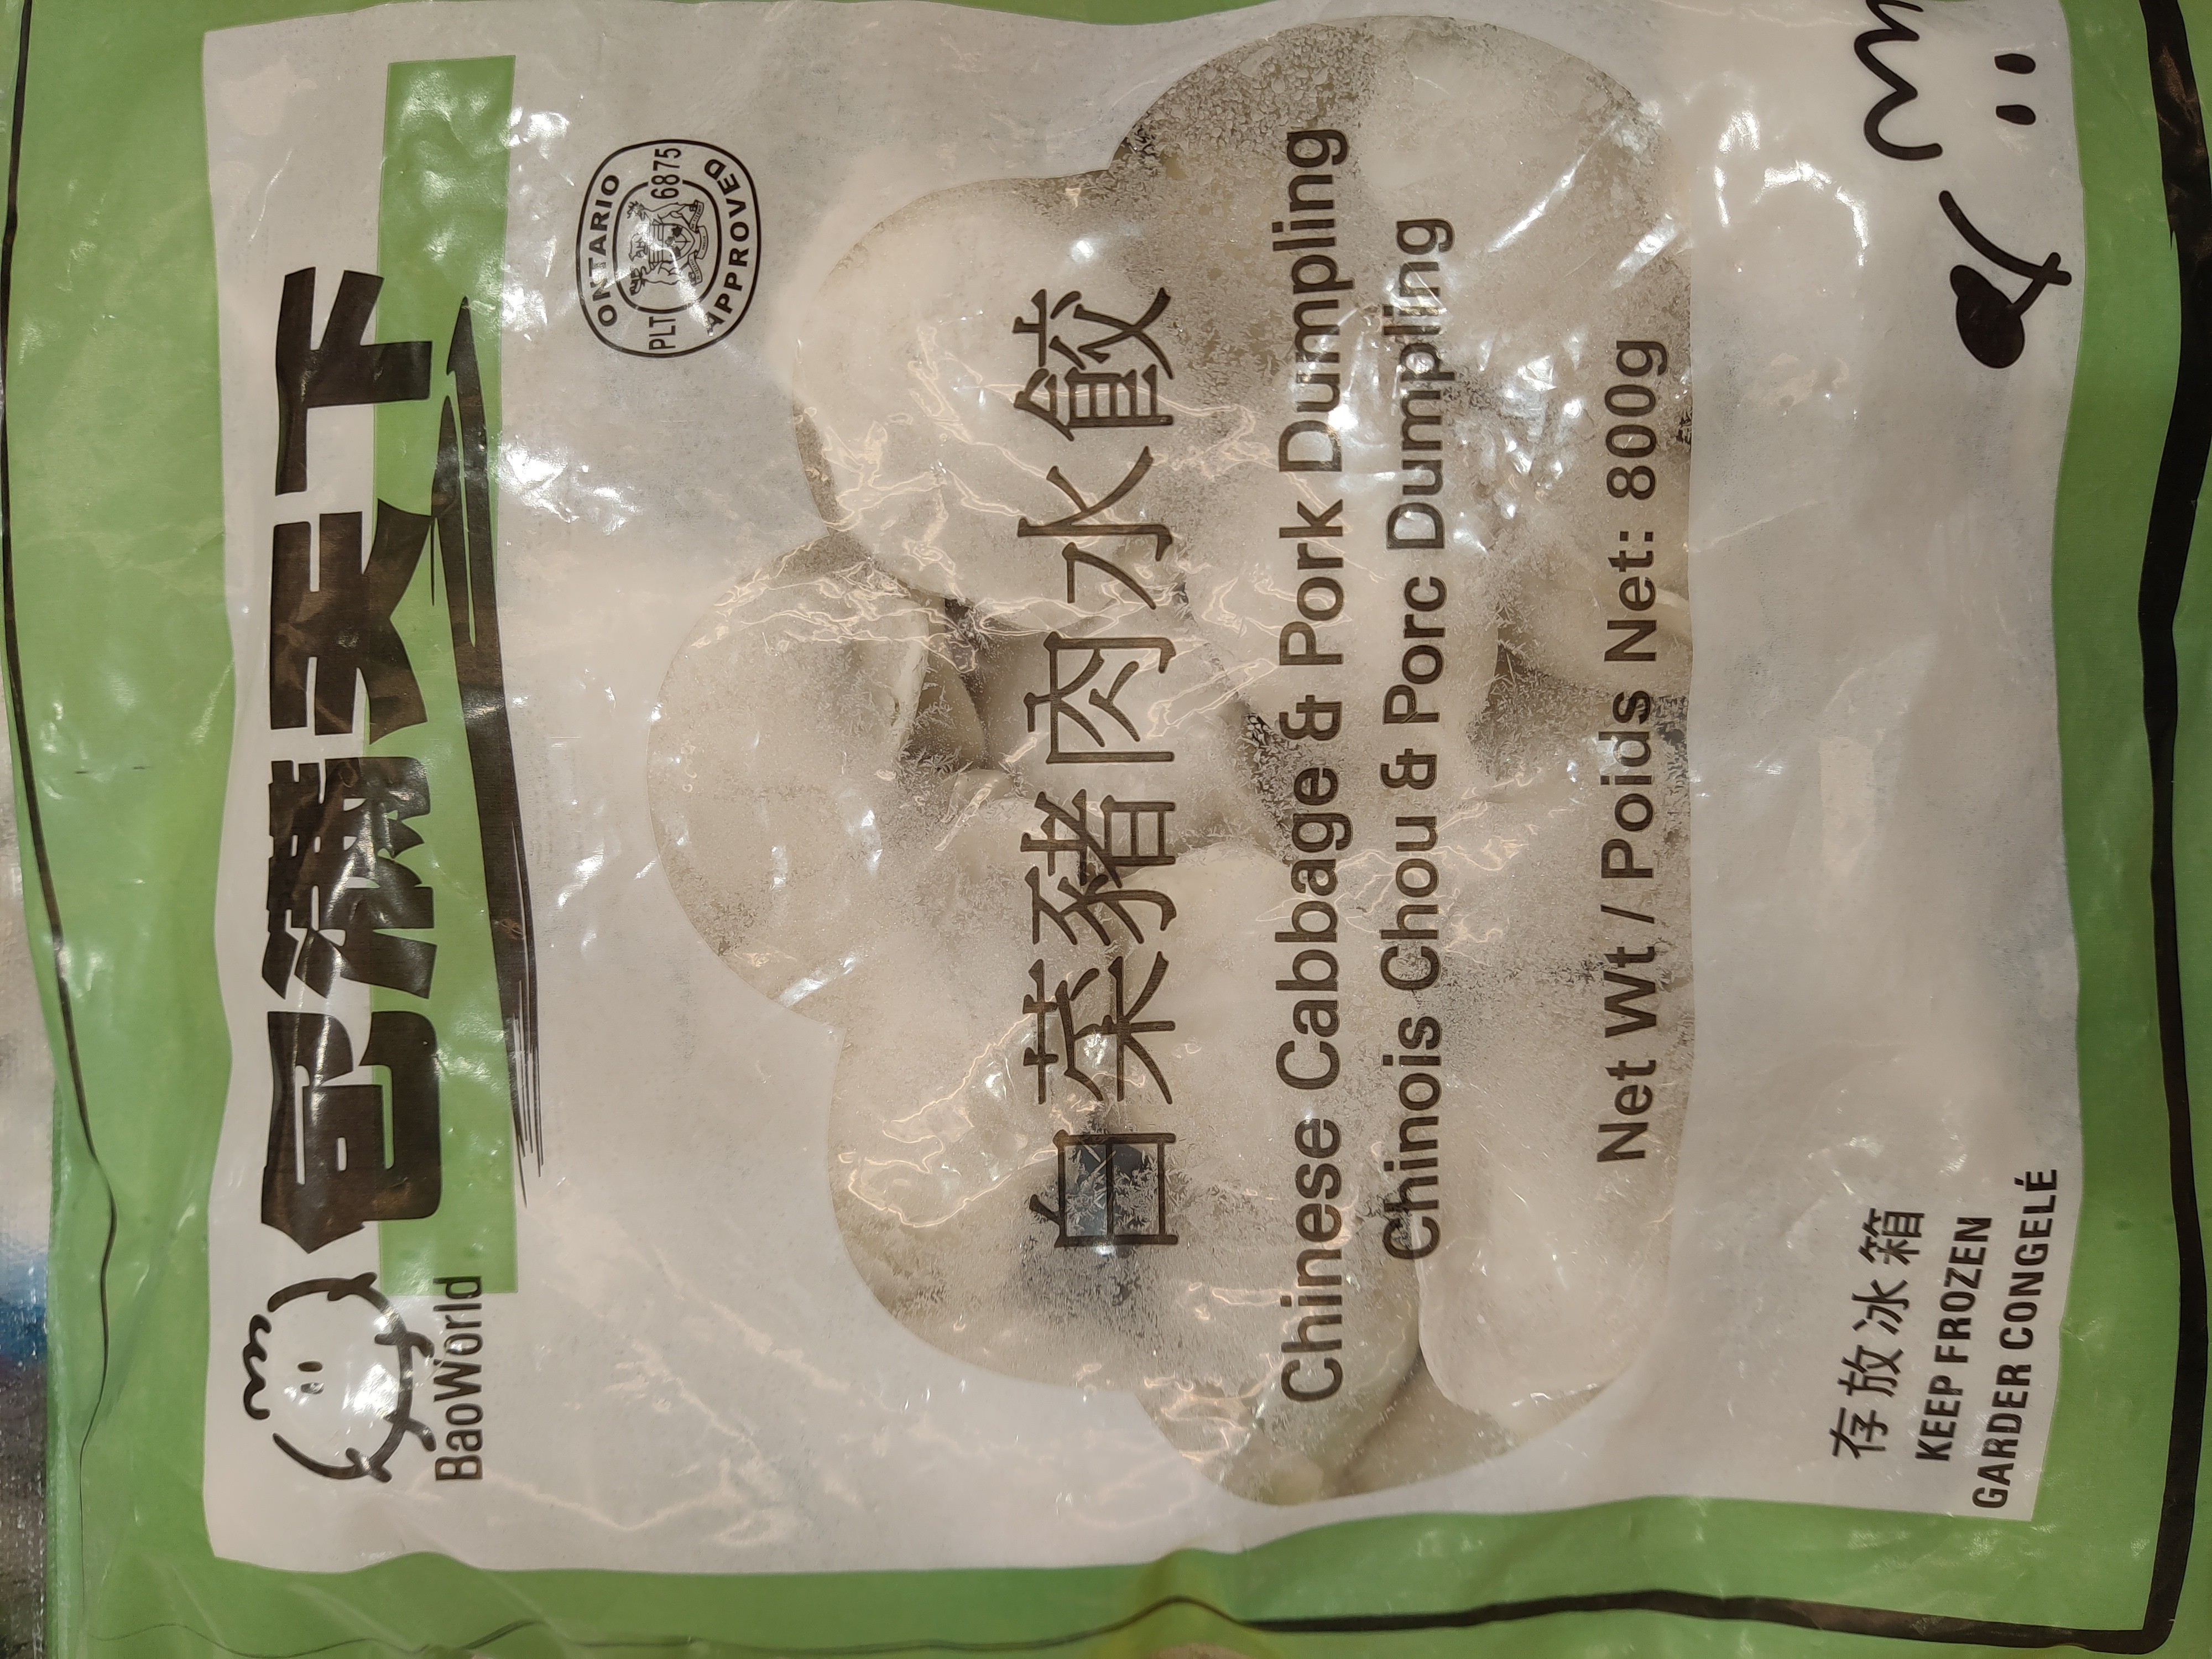 包满天下
BaoWorld
ONTARIO
PLT 6875
APPROVED
白菜豬肉水餃
Chinese Cabbage & Pork Dumpling
Chinois Chou & Porc Dumpling
Net Wt / Poids Net: 800g
存放冰箱
KEEP FROZEN
GARDER CONGELÉ